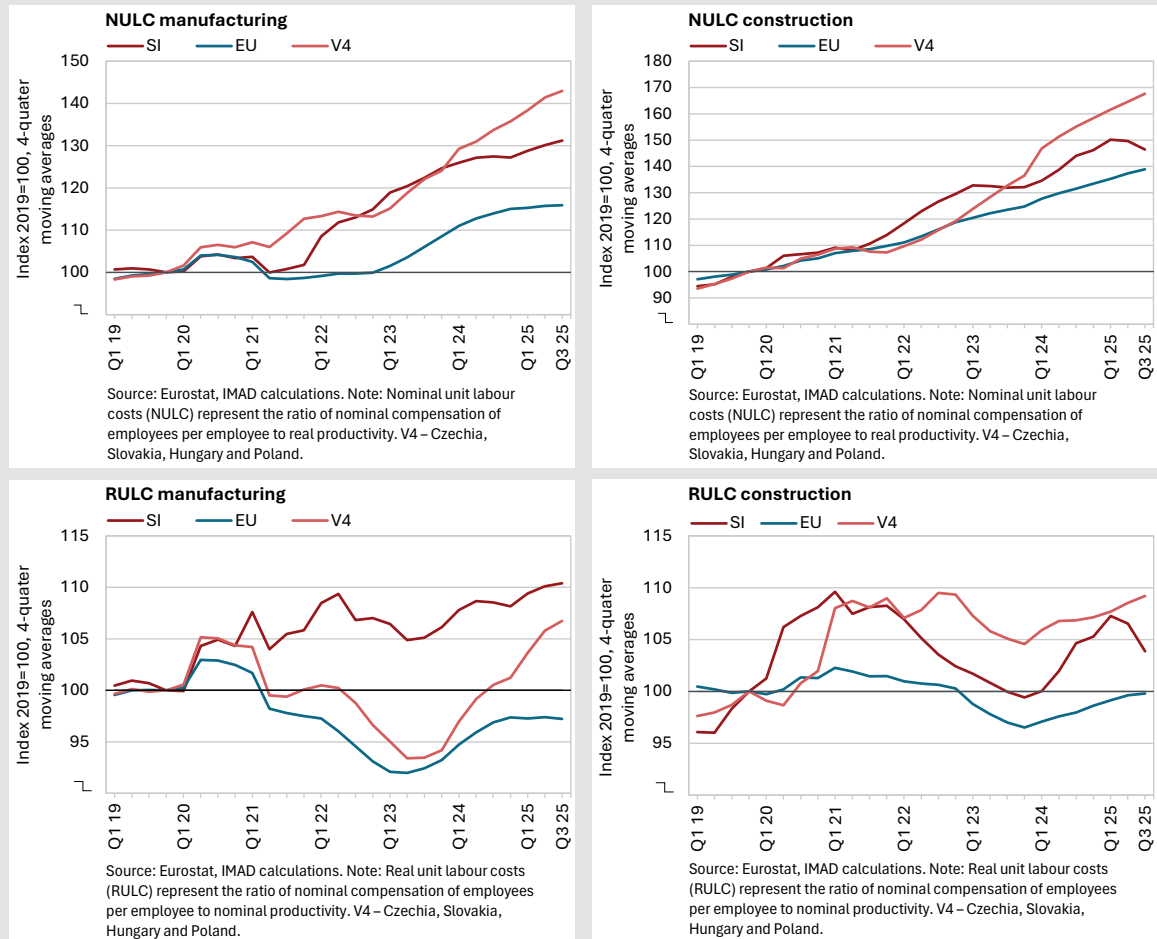 NULC manufacturing
SI EU V4
Index 2019=100, 4-quater
moving averages
150
140
130
120
110
100
Q1 19
Q1 20
Q1 21
Q1 22
Q1 23
Q1 24
Q1 25
Q3 25
Source: Eurostat, IMAD calculations. Note: Nominal unit labour
costs (NULC) represent the ratio of nominal compensation of
employees per employee to real productivity. V4 – Czechia,
Slovakia, Hungary and Poland.
NULC construction
SI EU V4
Index 2019=100, 4-quater
moving averages
180
170
160
150
140
130
120
110
100
90
Q1 19
Q1 20
Q1 21
Q1 22
Q1 23
Q1 24
Q1 25
Q3 25
Source: Eurostat, IMAD calculations. Note: Nominal unit labour
costs (NULC) represent the ratio of nominal compensation of
employees per employee to real productivity. V4 – Czechia,
Slovakia, Hungary and Poland.
RULC manufacturing
SI EU V4
Index 2019=100, 4-quater
moving averages
115
110
105
100
95
Q1 19
Q1 20
Q1 21
Q1 22
Q1 23
Q1 24
Q1 25
Q3 25
Source: Eurostat, IMAD calculations. Note: Real unit labour costs
(RULC) represent the ratio of nominal compensation of employees
per employee to nominal productivity. V4 – Czechia, Slovakia,
Hungary and Poland.
RULC construction
SI EU V4
Index 2019=100, 4-quater
moving averages
115
110
105
100
95
Q1 19
Q1 20
Q1 21
Q1 22
Q1 23
Q1 24
Q1 25
Q3 25
Source: Eurostat, IMAD calculations. Note: Real unit labour costs
(RULC) represent the ratio of nominal compensation of employees
per employee to nominal productivity. V4 – Czechia, Slovakia,
Hungary and Poland.